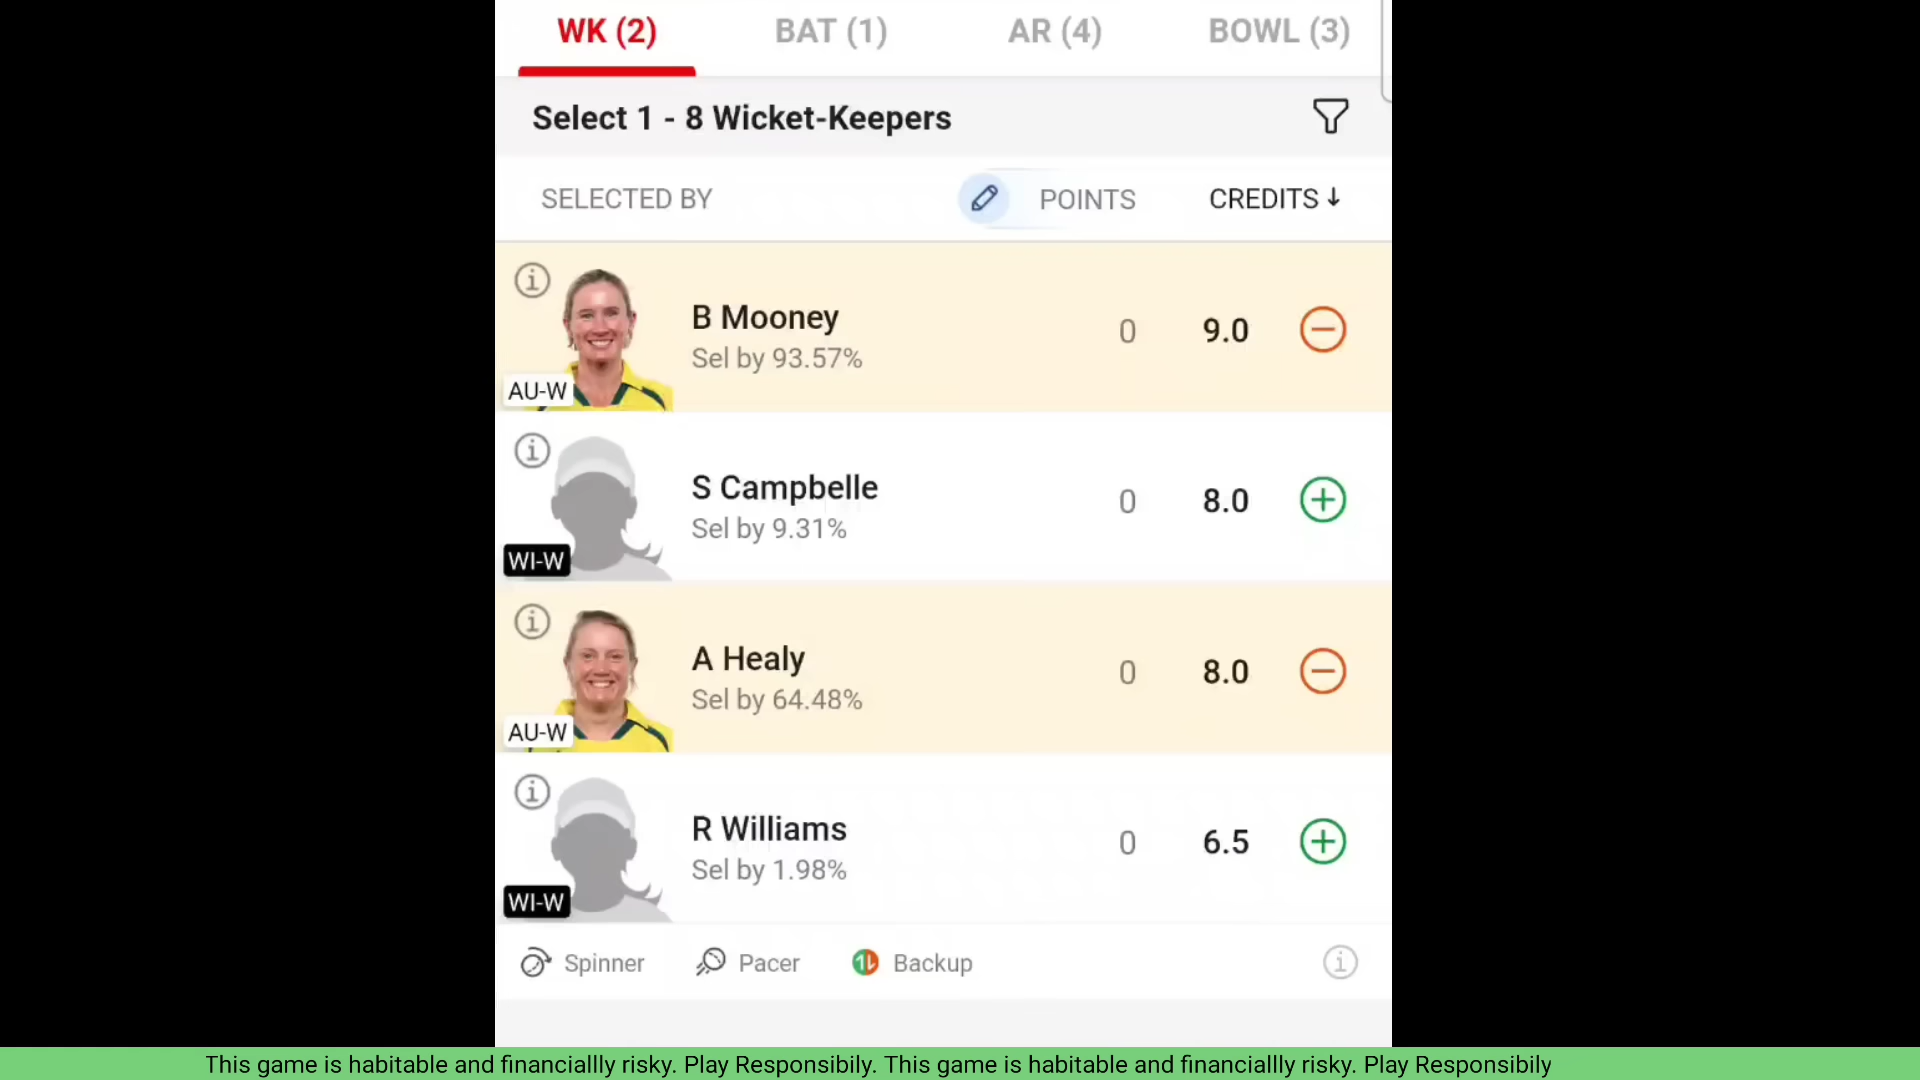 WK (2) BAT (1) AR (4) BOWL (3)
Select 1 - 8 Wicket-Keepers
SELECTED BY POINTS CREDITS ↓
B Mooney
Sel by 93.57%
0 9.0
AU-W
S Campbelle
Sel by 9.31%
0 8.0
WI-W
A Healy
Sel by 64.48%
0 8.0
AU-W
R Williams
Sel by 1.98%
0 6.5
WI-W
Spinner Pacer Backup
This game is habitable and financiallly risky. Play Responsibily. This game is habitable and financiallly risky. Play Responsibily